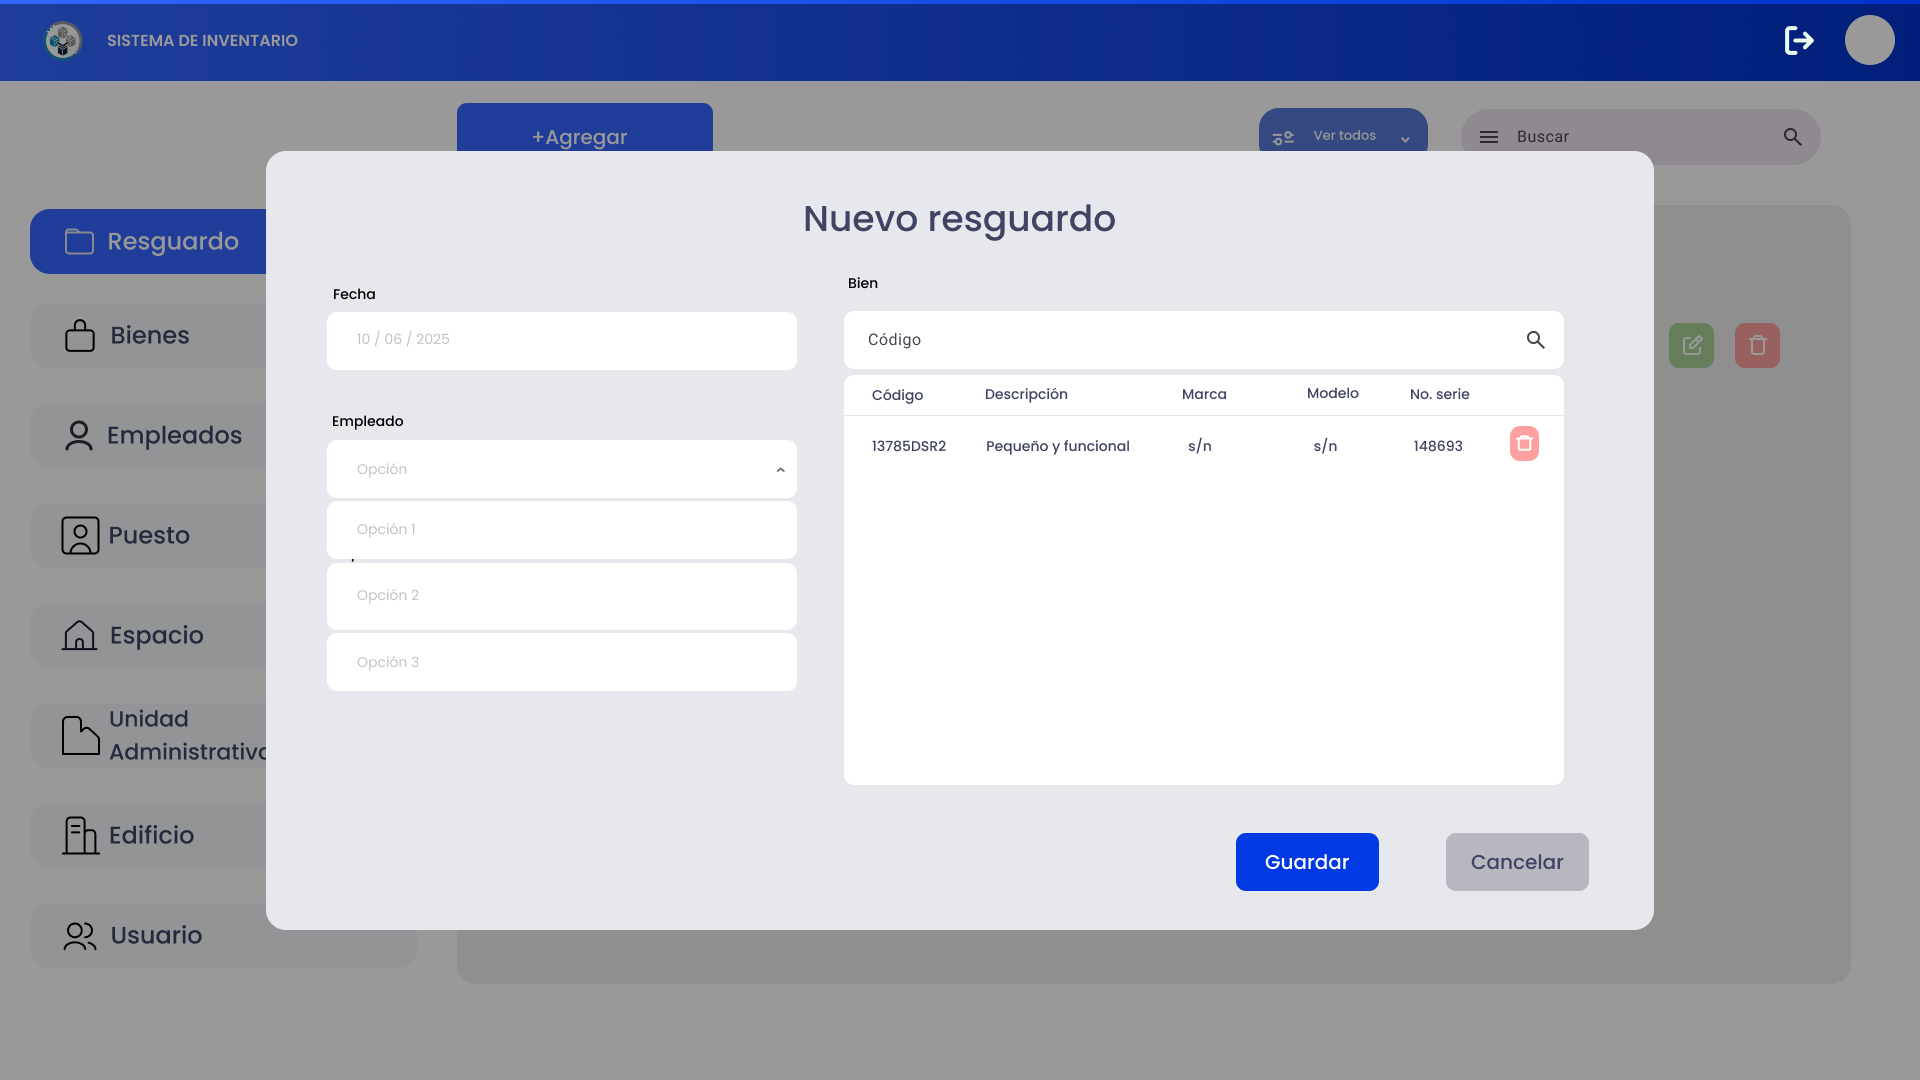 SISTEMA DE INVENTARIO
+Agregar
Ver todos
Buscar
Resguardo
Bienes
Empleados
Puesto
Espacio
Unidad
Administrativa
Edificio
Usuario
Nuevo resguardo
Fecha
10 / 06 / 2025
Empleado
Opción
Opción 1
Opción 2
Opción 3
Bien
Código
Código Descripción Marca Modelo No. serie
13785DSR2 Pequeño y funcional s/n s/n 148693
Guardar
Cancelar